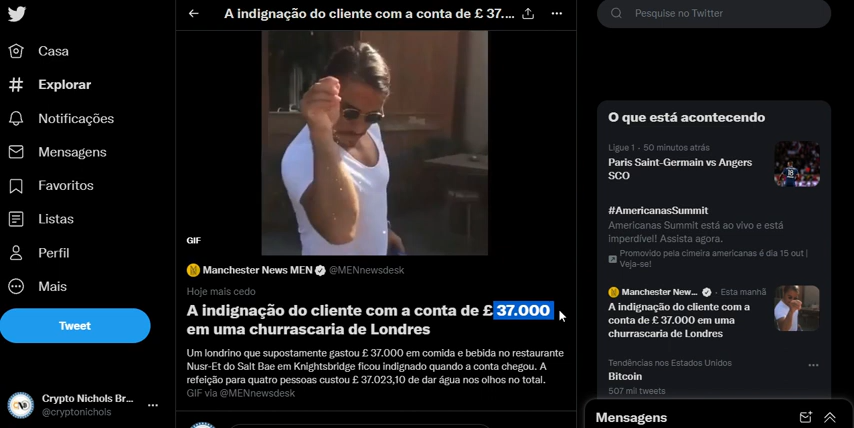 A indignação do cliente com a conta de £ 37....
Pesquise no Twitter
Casa
Explorar
Notificações
Mensagens
Favoritos
Listas
Perfil
Mais
Tweet
Crypto Nichols Br...
@cryptonichols
GIF
Manchester News MEN @MENnewsdesk
Hoje mais cedo
A indignação do cliente com a conta de £ 37.000
em uma churrascaria de Londres
Um londrino que supostamente gastou £ 37.000 em comida e bebida no restaurante
Nusr-Et do Salt Bae em Knightsbridge ficou indignado quando a conta chegou. A
refeição para quatro pessoas custou £ 37.023,10 de dar água nos olhos no total.
GIF via @MENnewsdesk
O que está acontecendo
Ligue 1 · 50 minutos atrás
Paris Saint-Germain vs Angers
SCO
#AmericanasSummit
Americanas Summit está ao vivo e está
imperdível! Assista agora.
Promovido pela cimeira americanas é dia 15 out |
Veja-se!
Manchester New... · Esta manhã
A indignação do cliente com a
conta de £ 37.000 em uma
churrascaria de Londres
Tendências nos Estados Unidos
Bitcoin
507 mil tweets
Mensagens